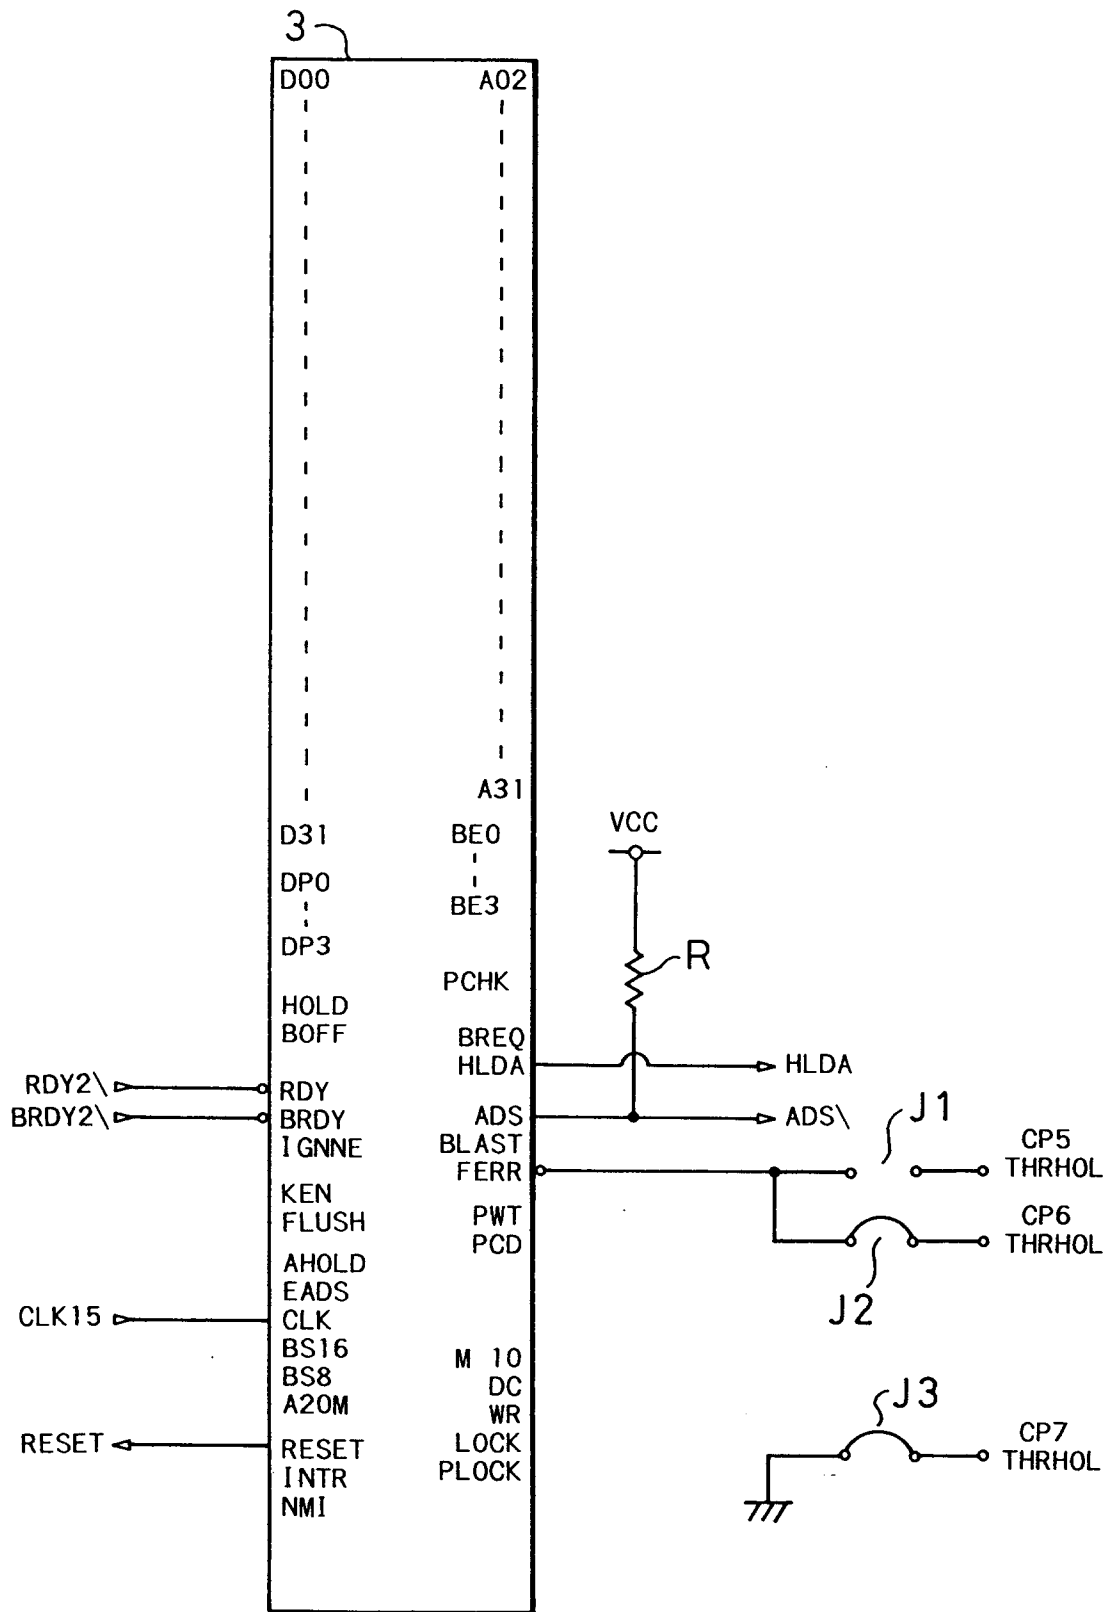 3
D00 A02
A31
D31 BE0
VCC
DP0
BE3
DP3
R
PCHK
HOLD
BOFF BREQ
HLDA HLDA
RDY2\ RDY
BRDY2\ BRDY ADS ADS\
J1
IGNNE BLAST
FERR CP5
THRHOL
KEN
FLUSH PWT CP6
PCD THRHOL
AHOLD
EADS
CLK15 CLK J2
BS16
BS8 M IO
A20M DC
WR J3
RESET RESET LOCK CP7
INTR PLOCK THRHOL
NMI